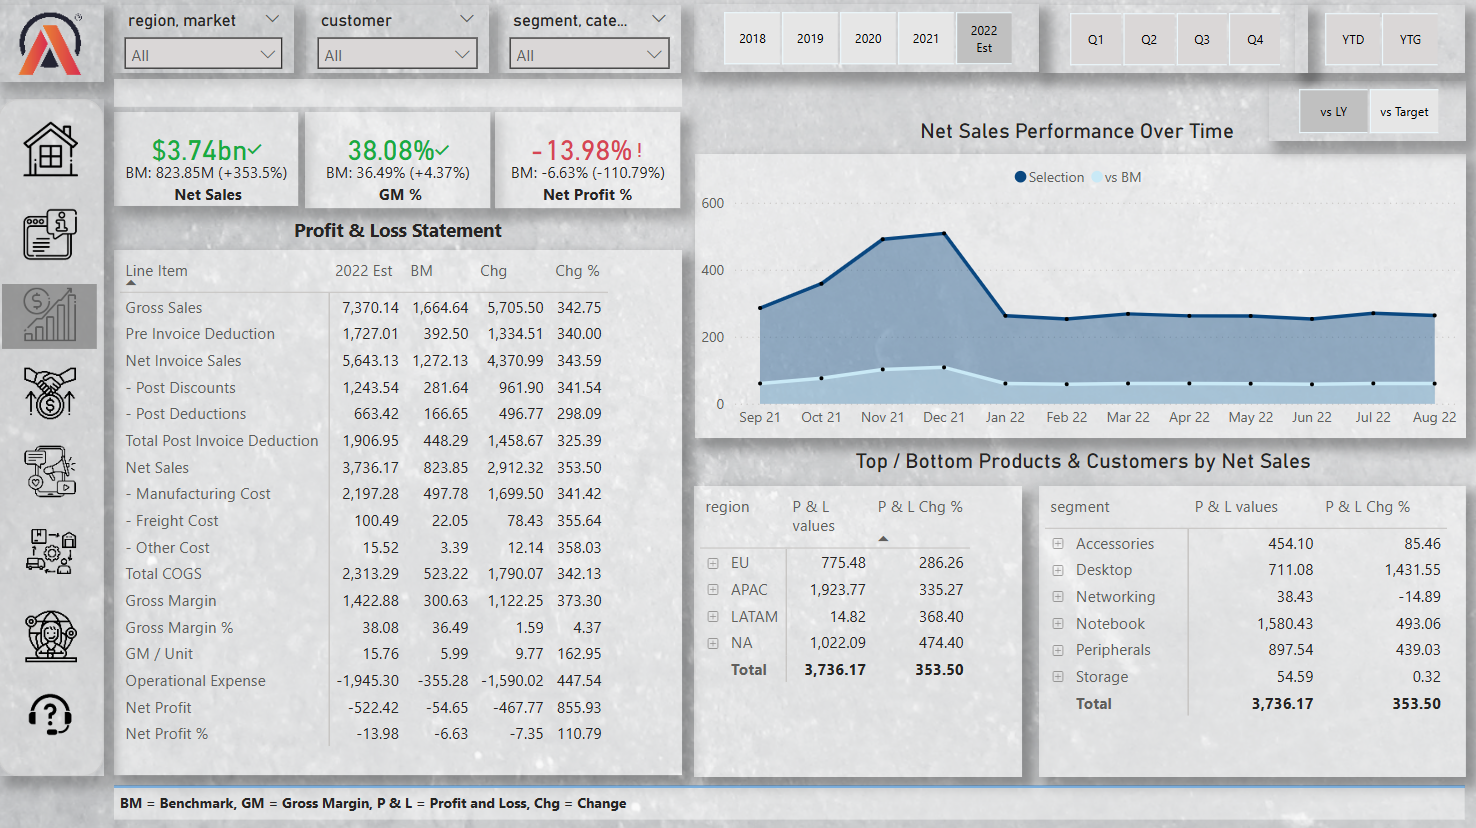 region, market
customer
segment, cate...
All
All
All
2018
2019
2020
2021
2022
Est
Q1
Q2
Q3
Q4
YTD
YTG
vs LY
vs Target
$3.74bn
BM: 823.85M (+353.5%)
Net Sales
38.08%
BM: 36.49% (+4.37%)
GM %
-13.98% !
BM: -6.63% (-110.79%)
Net Profit %
Profit & Loss Statement
Line Item 2022 Est BM Chg Chg %
Gross Sales 7,370.14 1,664.64 5,705.50 342.75
Pre Invoice Deduction 1,727.01 392.50 1,334.51 340.00
Net Invoice Sales 5,643.13 1,272.13 4,370.99 343.59
- Post Discounts 1,243.54 281.64 961.90 341.54
- Post Deductions 663.42 166.65 496.77 298.09
Total Post Invoice Deduction 1,906.95 448.29 1,458.67 325.39
Net Sales 3,736.17 823.85 2,912.32 353.50
- Manufacturing Cost 2,197.28 497.78 1,699.50 341.42
- Freight Cost 100.49 22.05 78.43 355.64
- Other Cost 15.52 3.39 12.14 358.03
Total COGS 2,313.29 523.22 1,790.07 342.13
Gross Margin 1,422.88 300.63 1,122.25 373.30
Gross Margin % 38.08 36.49 1.59 4.37
GM / Unit 15.76 5.99 9.77 162.95
Operational Expense -1,945.30 -355.28 -1,590.02 447.54
Net Profit -522.42 -54.65 -467.77 855.93
Net Profit % -13.98 -6.63 -7.35 110.79
Net Sales Performance Over Time
Selection vs BM
600
400
200
0
Sep 21 Oct 21 Nov 21 Dec 21 Jan 22 Feb 22 Mar 22 Apr 22 May 22 Jun 22 Jul 22 Aug 22
Top / Bottom Products & Customers by Net Sales
region P & L values P & L Chg %
EU 775.48 286.26
APAC 1,923.77 335.27
LATAM 14.82 368.40
NA 1,022.09 474.40
Total 3,736.17 353.50
segment P & L values P & L Chg %
Accessories 454.10 85.46
Desktop 711.08 1,431.55
Networking 38.43 -14.89
Notebook 1,580.43 493.06
Peripherals 897.54 439.03
Storage 54.59 0.32
Total 3,736.17 353.50
BM = Benchmark, GM = Gross Margin, P & L = Profit and Loss, Chg = Change